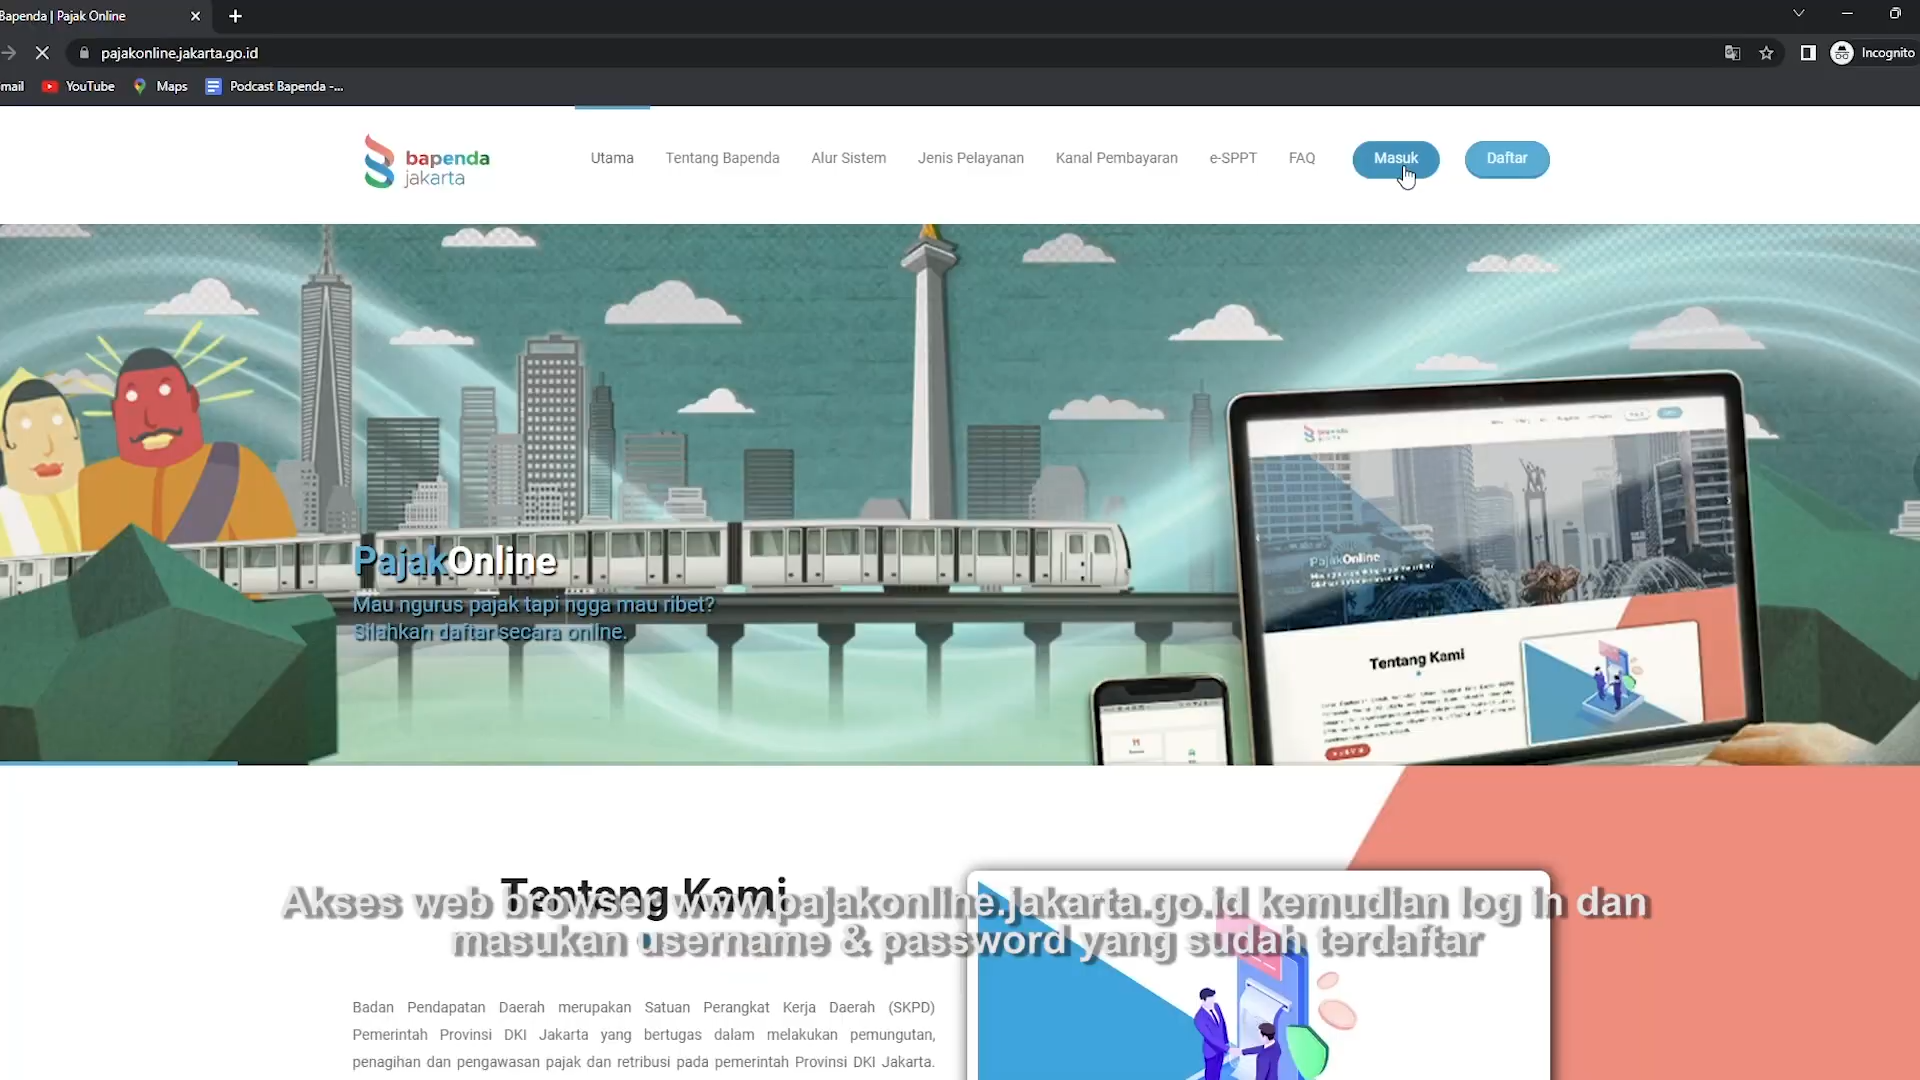 Bapenda | Pajak Online
pajakonline.jakarta.go.id
Incognito
mail YouTube Maps Podcast Bapenda -...
bapenda
jakarta
Utama Tentang Bapenda Alur Sistem Jenis Pelayanan Kanal Pembayaran e-SPPT FAQ Masuk Daftar
PajakOnline
Mau ngurus pajak tapi ngga mau ribet?
Silahkan daftar secara online.
PajakOnline
Tentang Kami
Tentang Kami
Akses web browser www.pajakonline.jakarta.go.id kemudian log in dan
masukan username & password yang sudah terdaftar
Badan Pendapatan Daerah merupakan Satuan Perangkat Kerja Daerah (SKPD)
Pemerintah Provinsi DKI Jakarta yang bertugas dalam melakukan pemungutan,
penagihan dan pengawasan pajak dan retribusi pada pemerintah Provinsi DKI Jakarta.